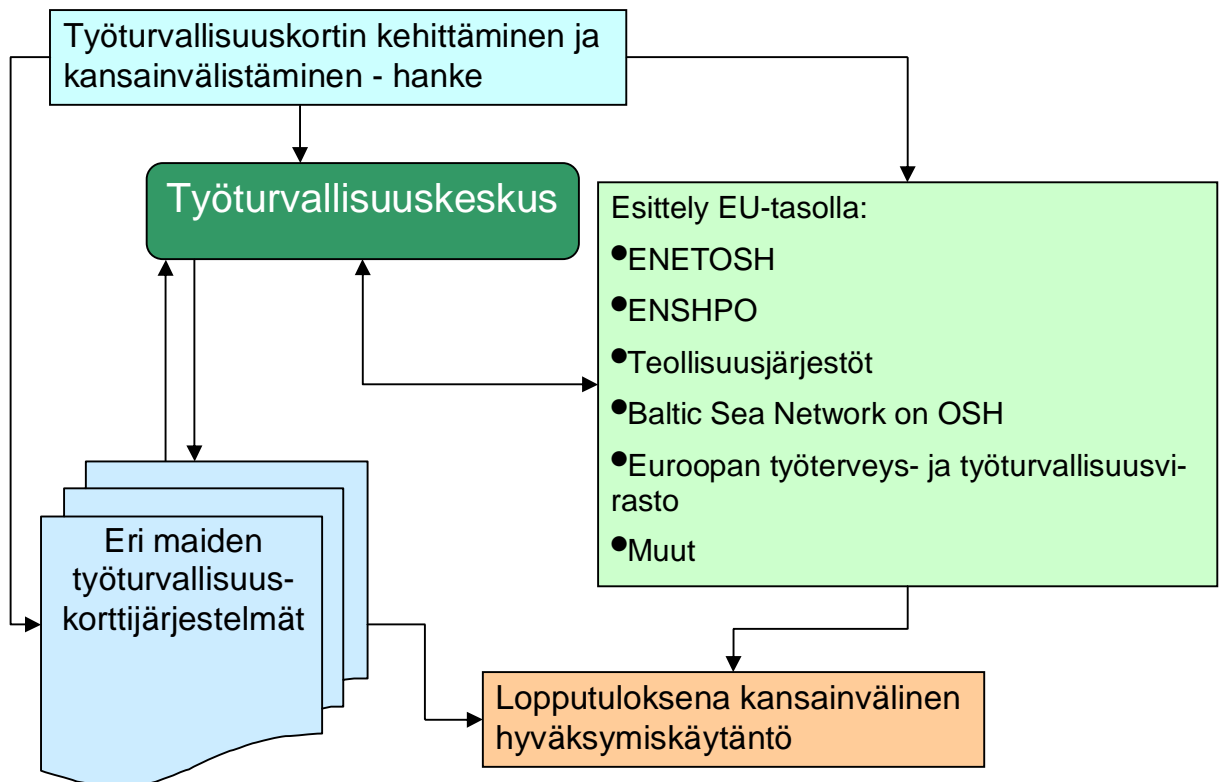 Työturvallisuuskortin kehittäminen ja
kansainvälistäminen - hanke
Työturvallisuuskeskus
Esittely EU-tasolla:
●ENETOSH
●ENSHPO
●Teollisuusjärjestöt
●Baltic Sea Network on OSH
●Euroopan työterveys- ja työturvallisuusvi-
rasto
●Muut
Eri maiden
työturvallisuus-
korttijärjestelmät
Lopputuloksena kansainvälinen
hyväksymiskäytäntö